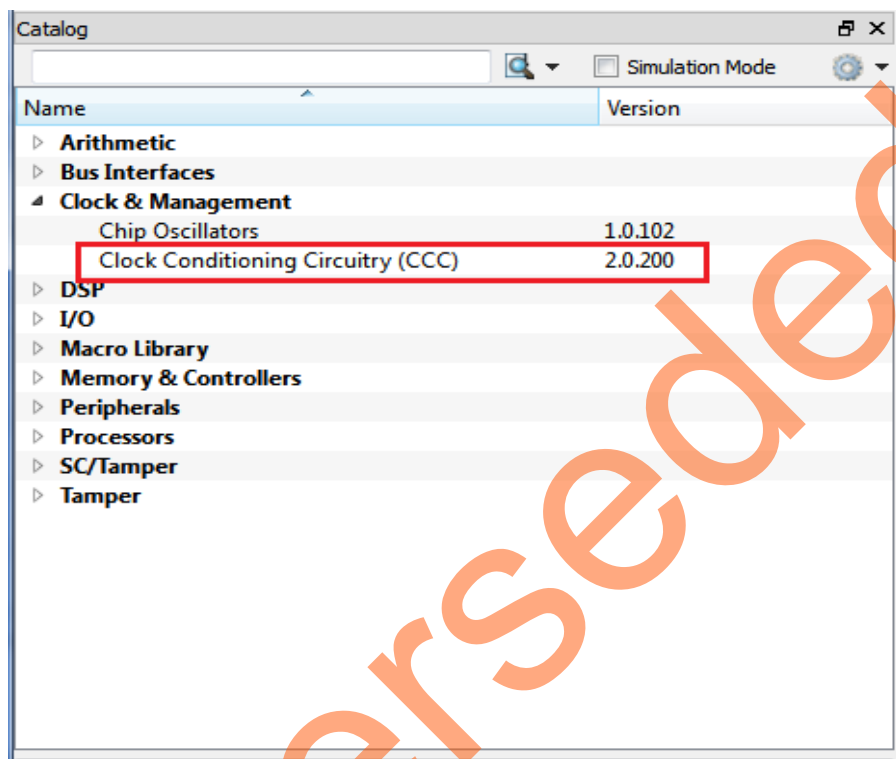 Catalog
Simulation Mode
Name Version
Arithmetic
Bus Interfaces
Clock & Management
Chip Oscillators 1.0.102
Clock Conditioning Circuitry (CCC) 2.0.200
DSP
I/O
Macro Library
Memory & Controllers
Peripherals
Processors
SC/Tamper
Tamper